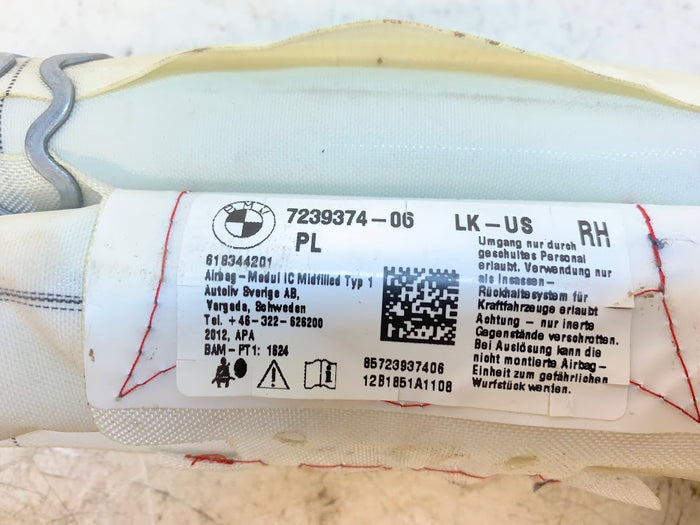 BMW
7239374-06 LK-US RH
PL
618344201
Airbag-Modul IC Midfilled Typ 1
Autoliv Sverige AB,
Vargada, Schweden
Tel. +46-322-626200
2012, APA
BAM-PT1: 1624
85723937406
12B1851A1108
Umgang nur durch
geschultes Personal
erlaubt. Verwendung nur
als Insassen-
Rückhaltesystem für
Kraftfahrzeuge erlaubt
Achtung - nur inerte
Gegenstände verschrotten.
Bei Auslösung kann die
nicht montierte Airbag-
Einheit zum gefährlichen
Wurfstück werden.